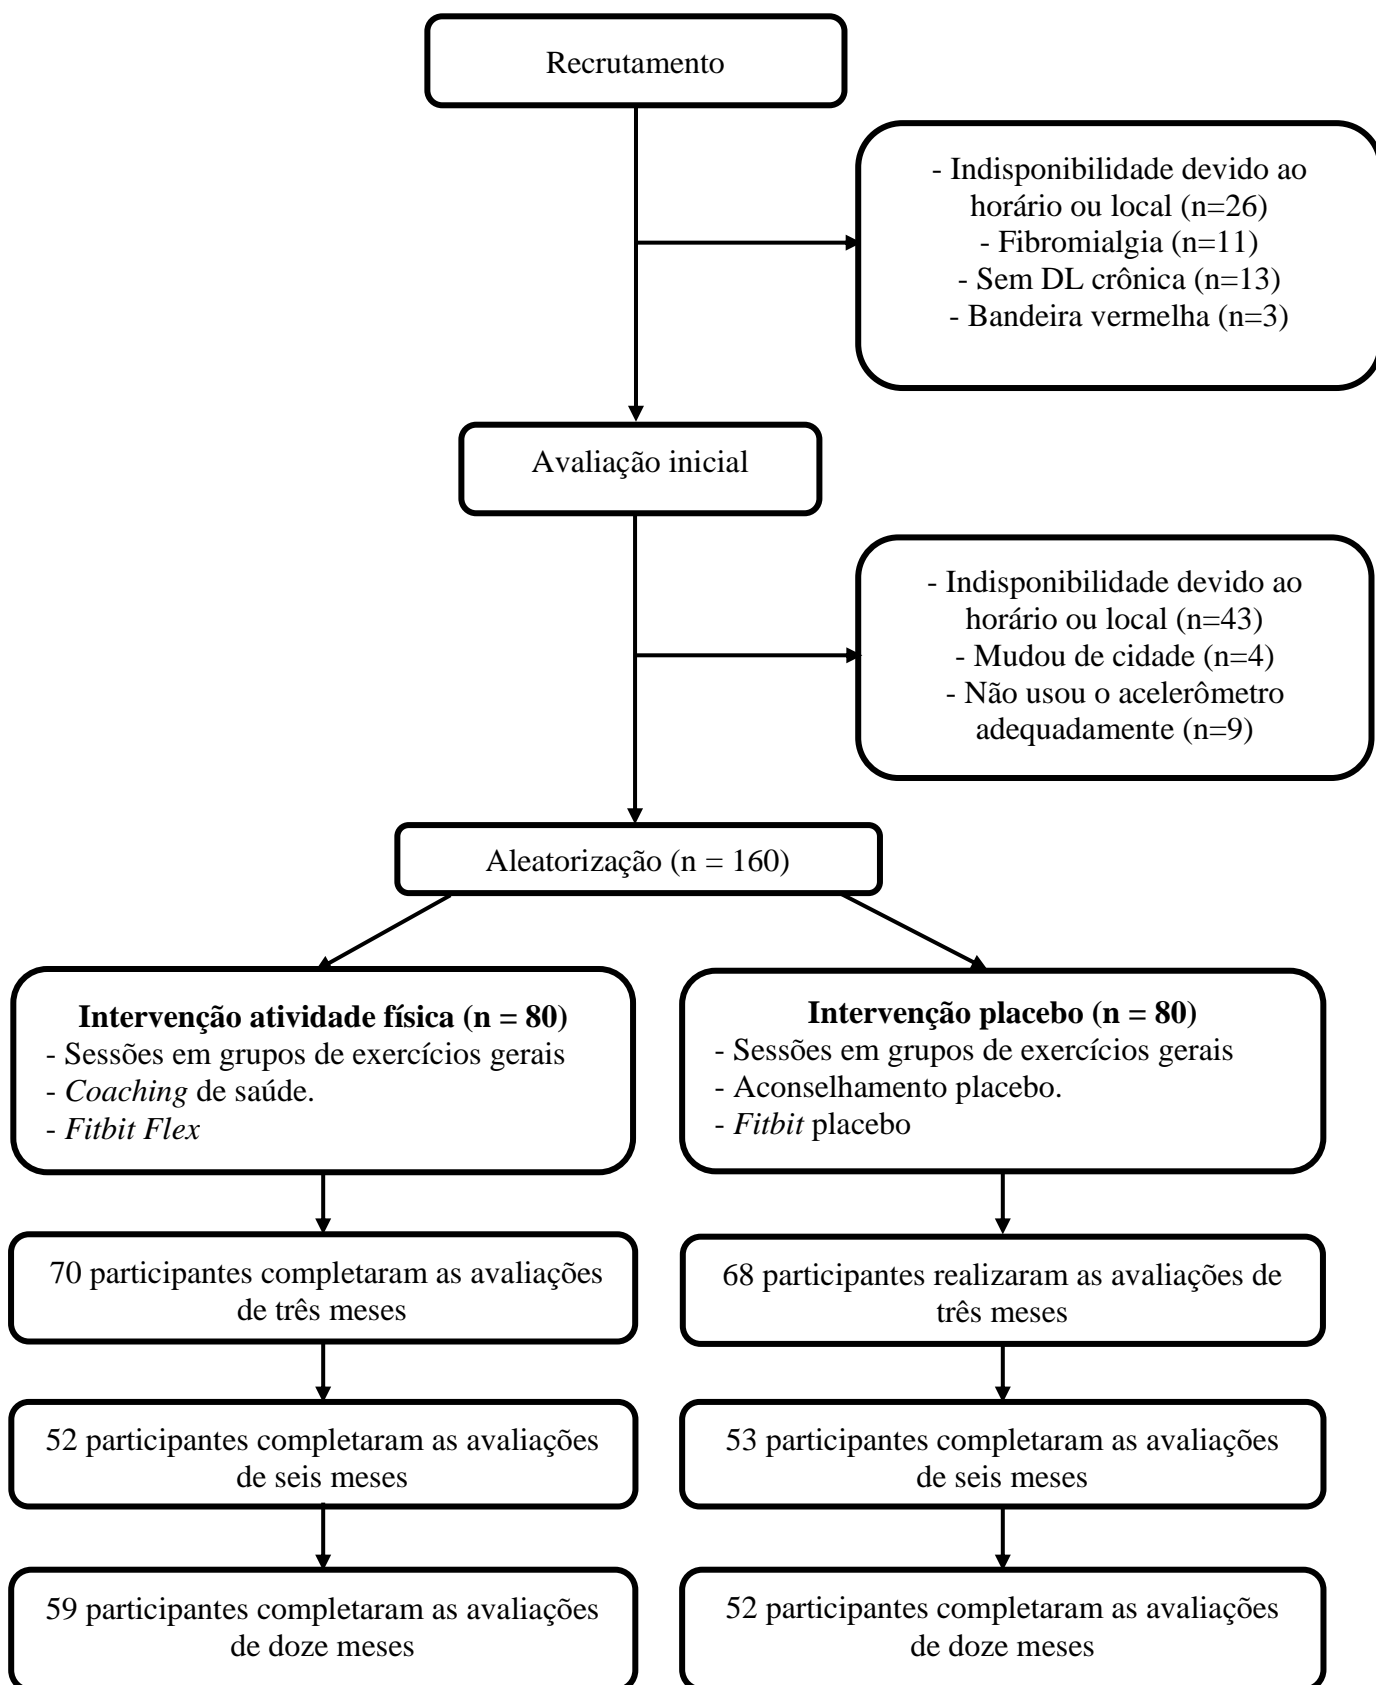 Recrutamento
- Indisponibilidade devido ao
horário ou local (n=26)
- Fibromialgia (n=11)
- Sem DL crônica (n=13)
- Bandeira vermelha (n=3)
Avaliação inicial
- Indisponibilidade devido ao
horário ou local (n=43)
- Mudou de cidade (n=4)
- Não usou o acelerômetro
adequadamente (n=9)
Aleatorização (n = 160)
Intervenção atividade física (n = 80)
- Sessões em grupos de exercícios gerais
- Coaching de saúde.
- Fitbit Flex
Intervenção placebo (n = 80)
- Sessões em grupos de exercícios gerais
- Aconselhamento placebo.
- Fitbit placebo
70 participantes completaram as avaliações
de três meses
68 participantes realizaram as avaliações de
três meses
52 participantes completaram as avaliações
de seis meses
53 participantes completaram as avaliações
de seis meses
59 participantes completaram as avaliações
de doze meses
52 participantes completaram as avaliações
de doze meses